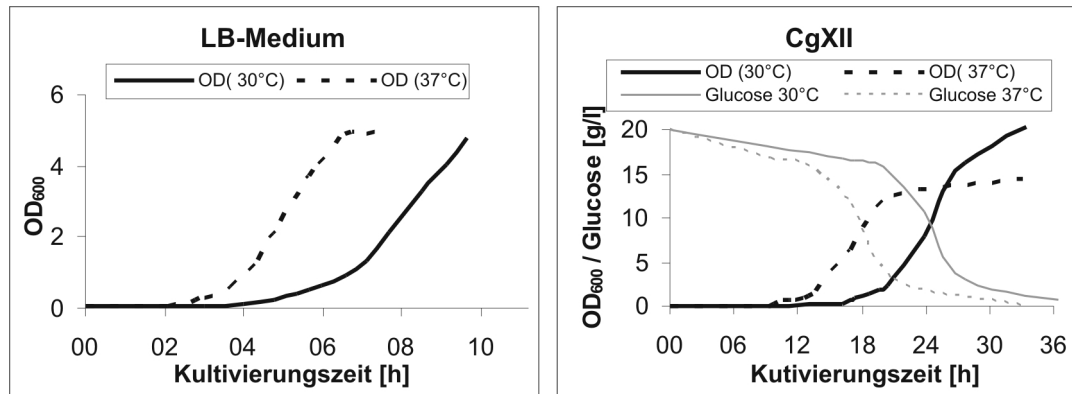 LB-Medium
OD( 30°C) OD (37°C)
6
4
2
0
OD600
00 02 04 06 08 10
Kultivierungszeit [h]
CgXII
OD (30°C) OD( 37°C)
Glucose 30°C Glucose 37°C
20
15
10
5
0
OD600 / Glucose [g/l]
00 06 12 18 24 30 36
Kutivierungszeit [h]